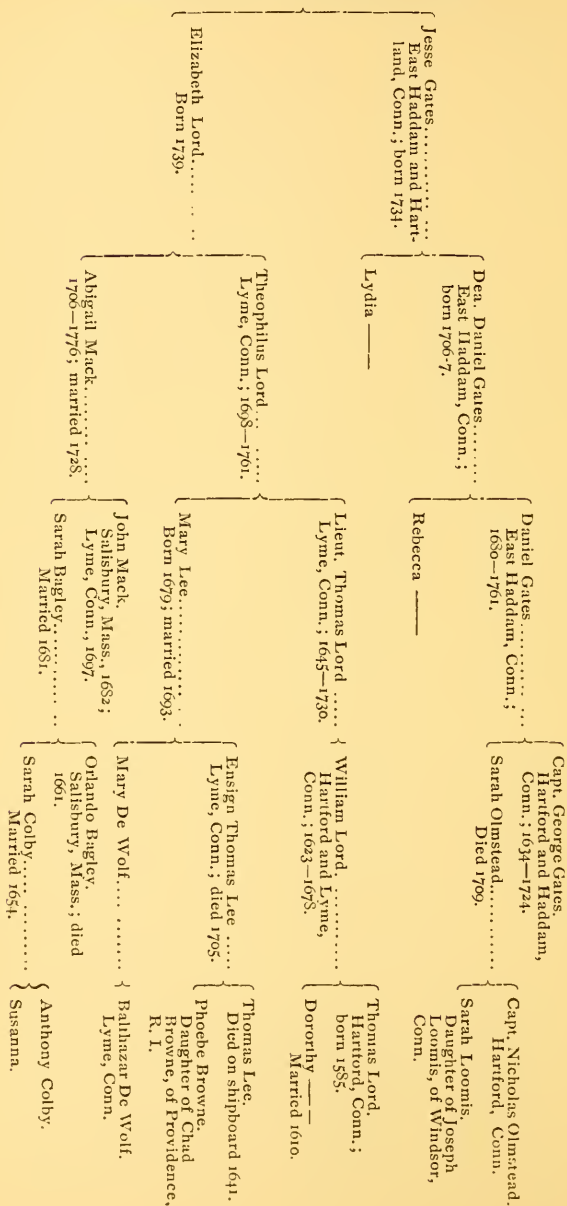 Jesse Gates..............
East Haddam and Hart-
land, Conn.; born 1734.
Elizabeth Lord..... .. ..
Born 1739.
Dea. Daniel Gates........
East Haddam, Conn.;
born 1706-7.
Lydia ——
Theophilus Lord... .....
Lyme, Conn.; 1698—1761.
Abigail Mack........ ....
1706—1776; married 1728.
Daniel Gates........... ...
East Haddam, Conn.;
1680—1761.
Rebecca ——
Lieut. Thomas Lord .....
Lyme, Conn.; 1645—1730.
Mary Lee.............. .
Born 1679; married 1693.
John Mack.
Salisbury, Mass., 1682;
Lyme, Conn., 1697.
Sarah Bagley.......... ..
Married 1681.
Capt. George Gates.
Hartford and Haddam,
Conn.; 1634—1724.
Sarah Olmstead...........
Died 1709.
William Lord ...........
Hartford and Lyme,
Conn.; 1623—1678.
Ensign Thomas Lee .....
Lyme, Conn.; died 1705.
Mary De Wolf.... .......
Orlando Bagley.
Salisbury, Mass.; died
1661.
Sarah Colby..... .........
Married 1654.
Capt. Nicholas Olmstead.
Hartford, Conn.
Sarah Loomis.
Daughter of Joseph
Loomis, of Windsor,
Conn.
Thomas Lord.
Hartford, Conn.;
born 1585.
Dororthy ——
Married 1610.
Thomas Lee.
Died on shipboard 1641.
Phoebe Browne.
Daughter of Chad
Browne, of Providence,
R. I.
Balthazar De Wolf.
Lyme, Conn.
Anthony Colby.
Susanna.